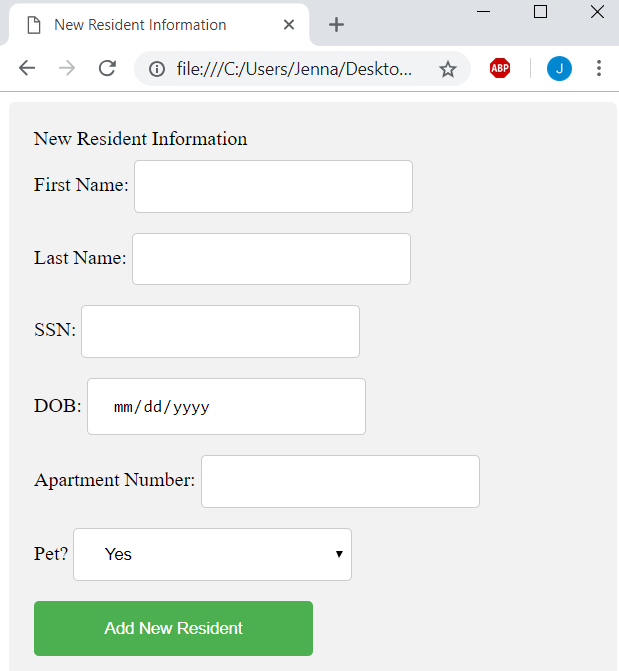 New Resident Information
file:///C:/Users/Jenna/Deskto...
ABP
J
New Resident Information
First Name:
Last Name:
SSN:
DOB: mm/dd/yyyy
Apartment Number:
Pet? Yes
Add New Resident